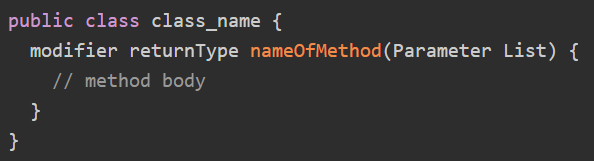 public class class_name {
  modifier returnType nameOfMethod(Parameter List) {
    // method body
  }
}